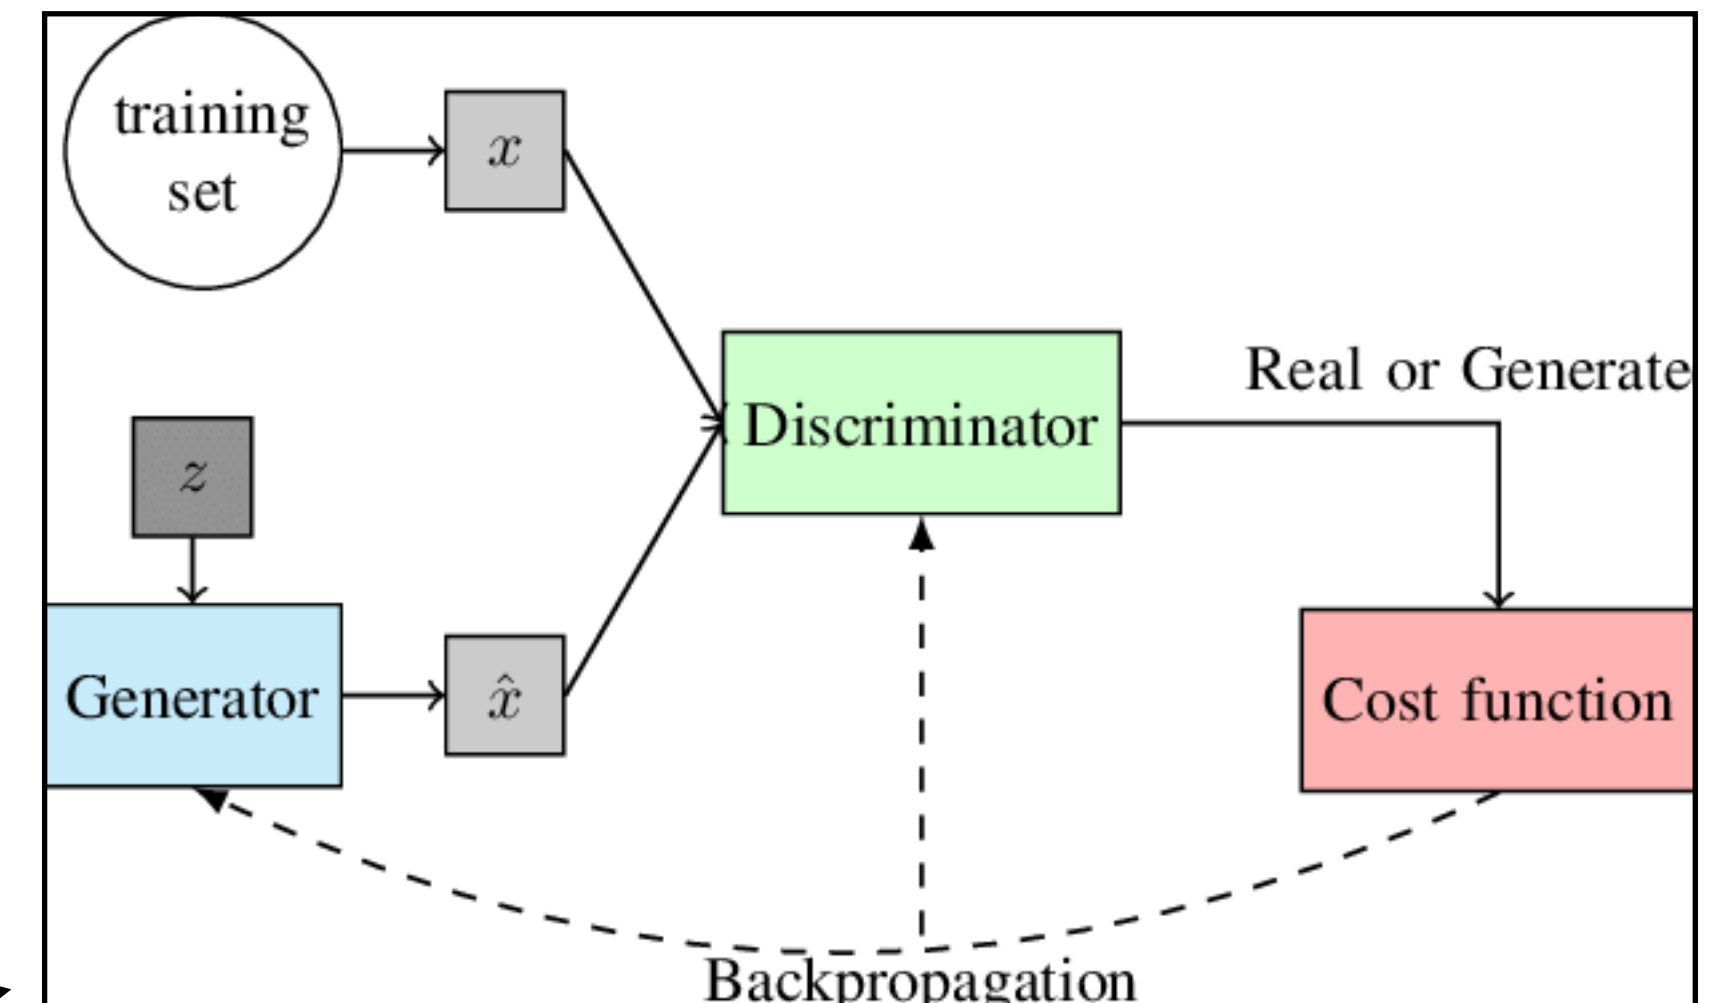 training
set
x
Real or Generate
Discriminator
z
Generator
x̂
Cost function
Backpropagation